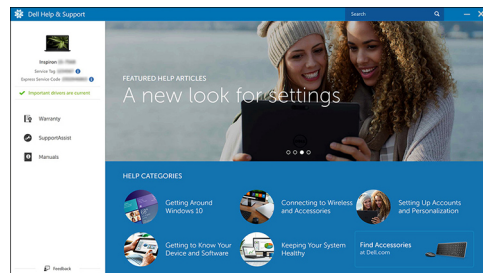 Dell Help & Support
Search
Inspiron
Service Tag
Express Service Code
Important drivers are current
Warranty
SupportAssist
Manuals
Feedback
FEATURED HELP ARTICLES
A new look for settings
HELP CATEGORIES
Getting Around
Windows 10
Connecting to Wireless
and Accessories
Setting Up Accounts
and Personalization
Getting to Know Your
Device and Software
Keeping Your System
Healthy
Find Accessories
at Dell.com